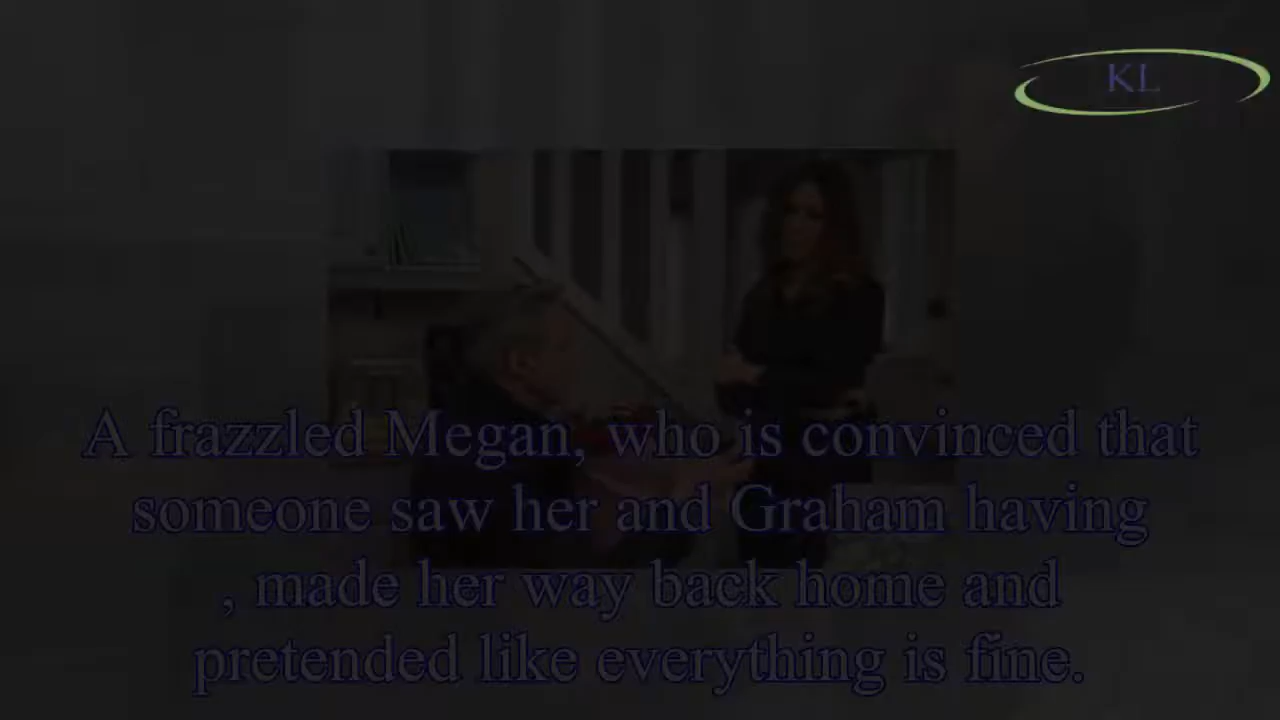 KL
A frazzled Megan, who is convinced that
someone saw her and Graham having
, made her way back home and
pretended like everything is fine.